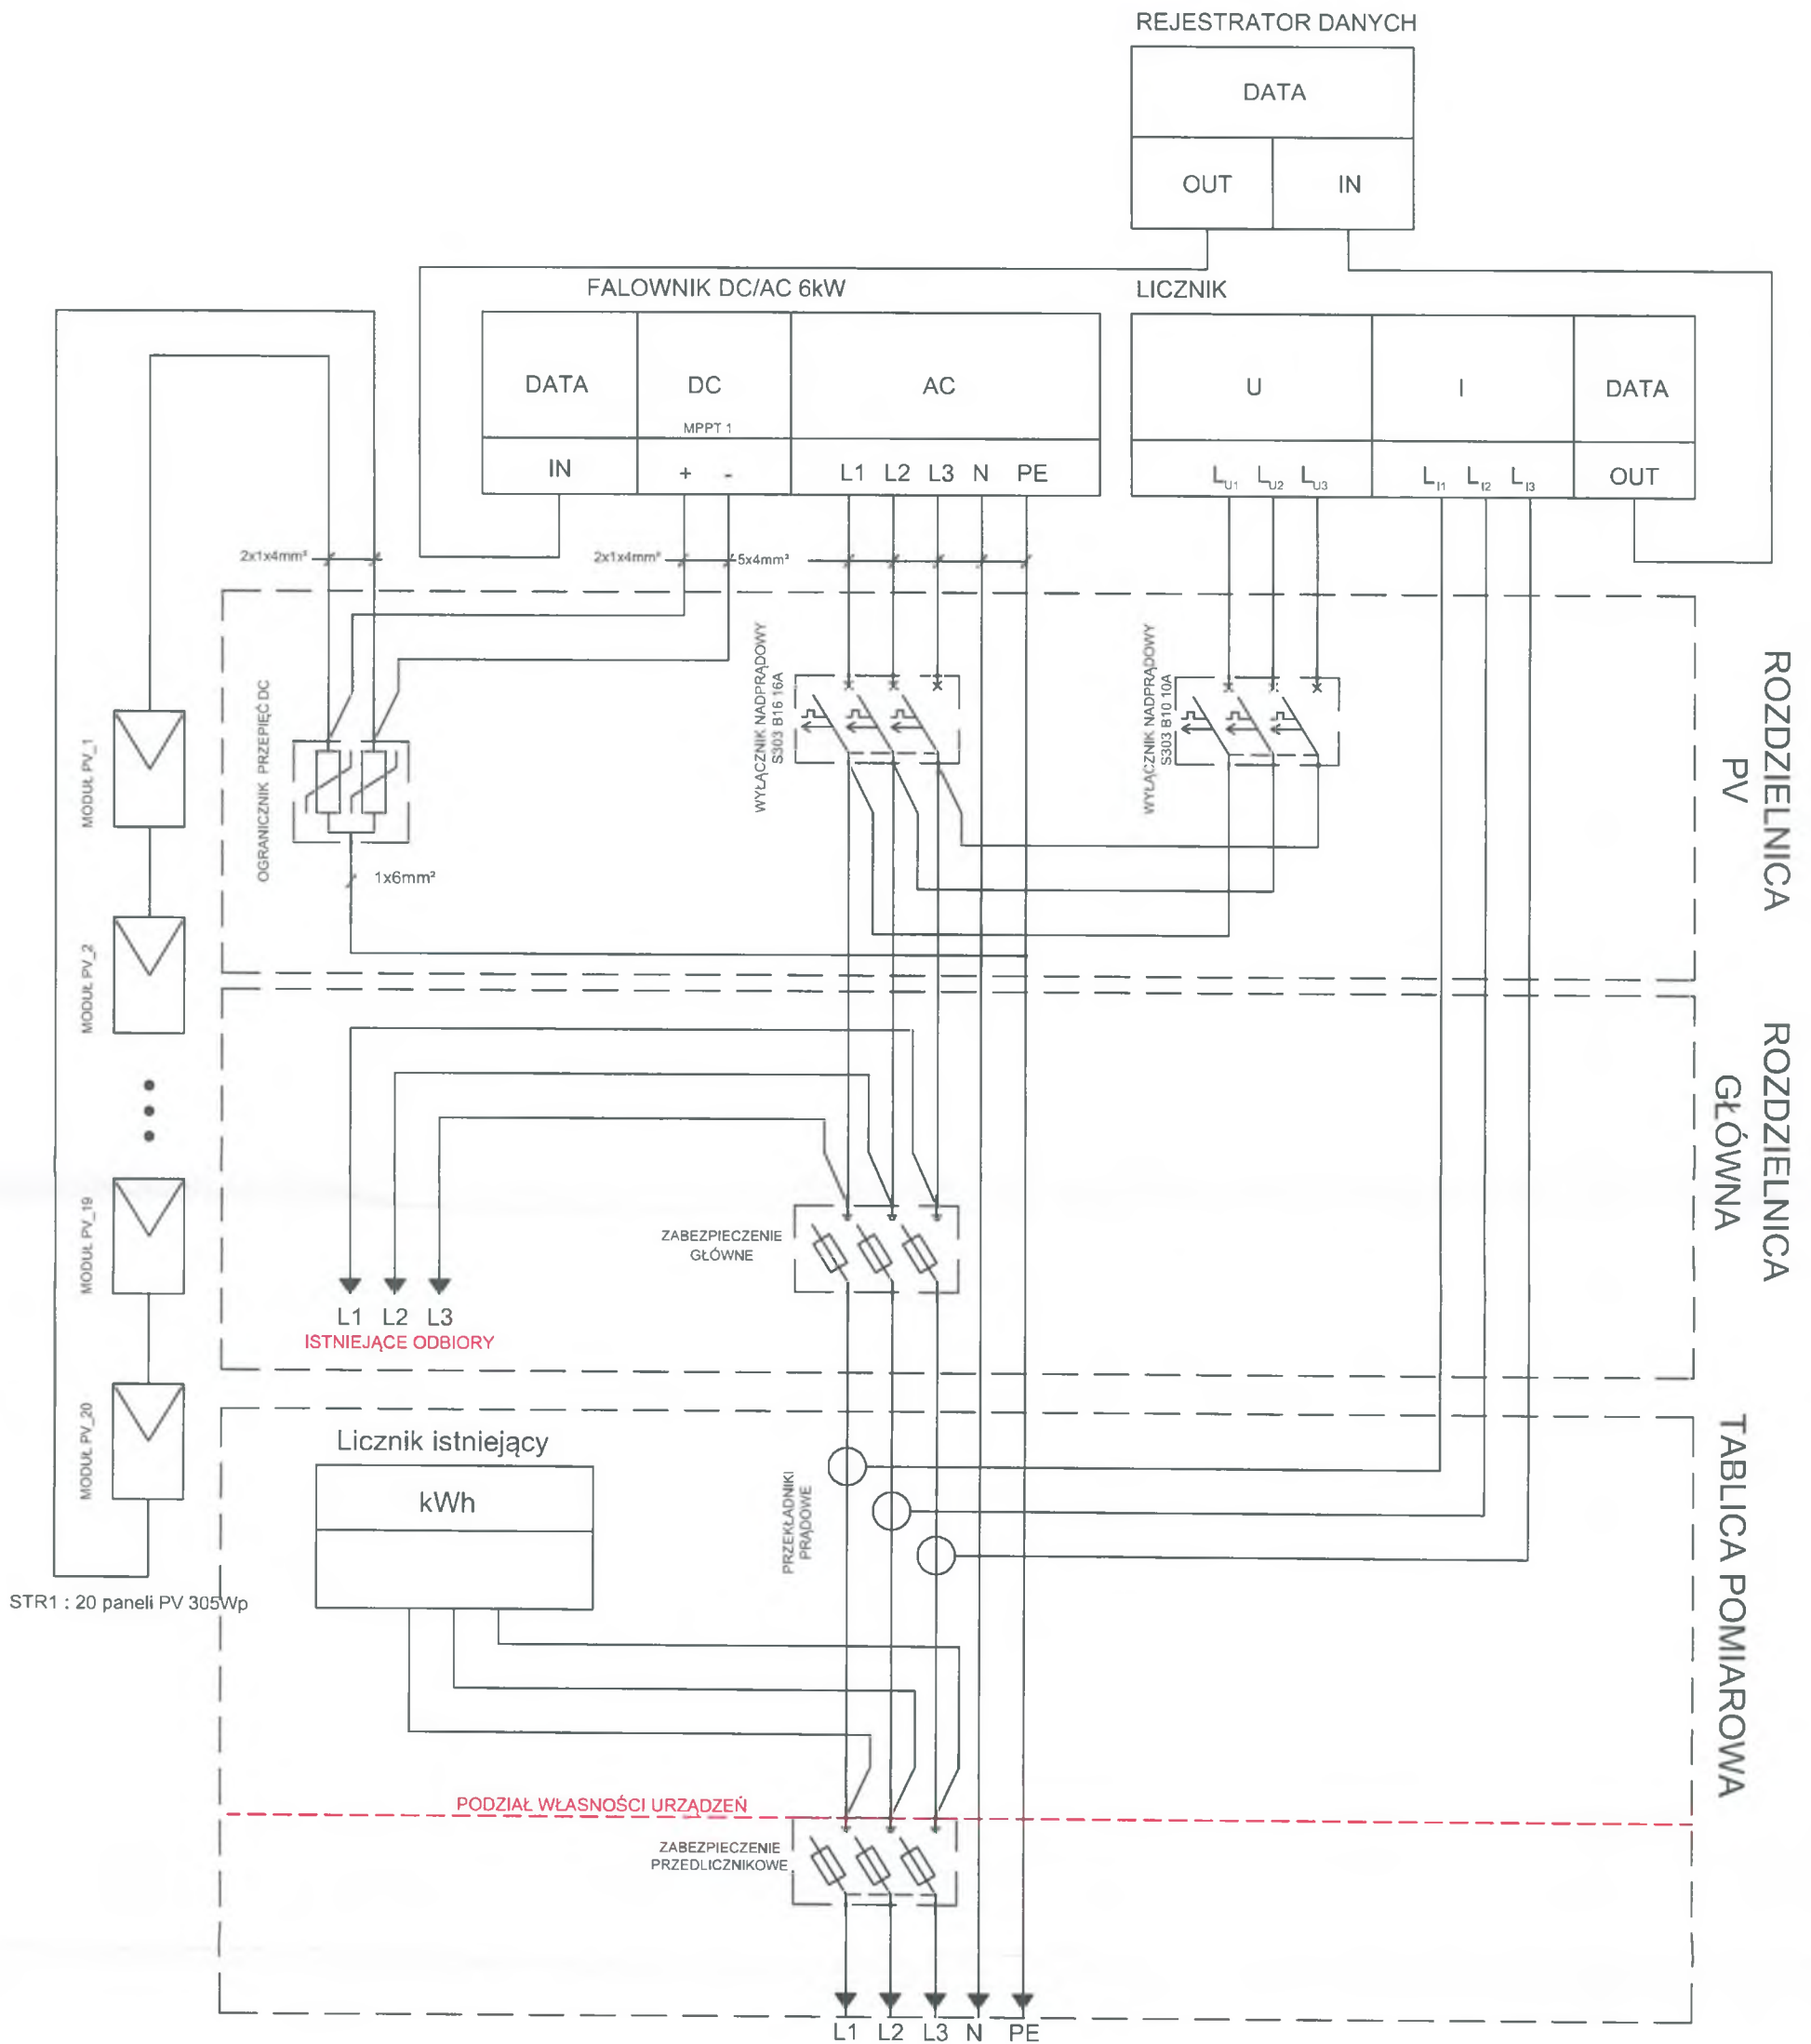 REJESTRATOR DANYCH
DATA
OUT IN
FALOWNIK DC/AC 6kW
DATA DC AC
MPPT 1
IN + - L1 L2 L3 N PE
LICZNIK
U I DATA
LU1 LU2 LU3 LI1 LI2 LI3 OUT
2x1x4mm²
2x1x4mm²
5x4mm²
OGRANICZNIK PRZEPIĘĆ DC
1x6mm²
WYŁĄCZNIK NADPRĄDOWY
S303 B16 16A
WYŁĄCZNIK NADPRĄDOWY
S303 B10 10A
ROZDZIELNICA
PV
MODUŁ PV_1
MODUŁ PV_2
MODUŁ PV_19
MODUŁ PV_20
STR1 : 20 paneli PV 305Wp
ROZDZIELNICA
GŁÓWNA
ZABEZPIECZENIE
GŁÓWNE
L1 L2 L3
ISTNIEJĄCE ODBIORY
TABLICA POMIAROWA
Licznik istniejący
kWh
PRZEKŁADNIKI
PRĄDOWE
PODZIAŁ WŁASNOŚCI URZĄDZEŃ
ZABEZPIECZENIE
PRZEDLICZNIKOWE
L1 L2 L3 N PE